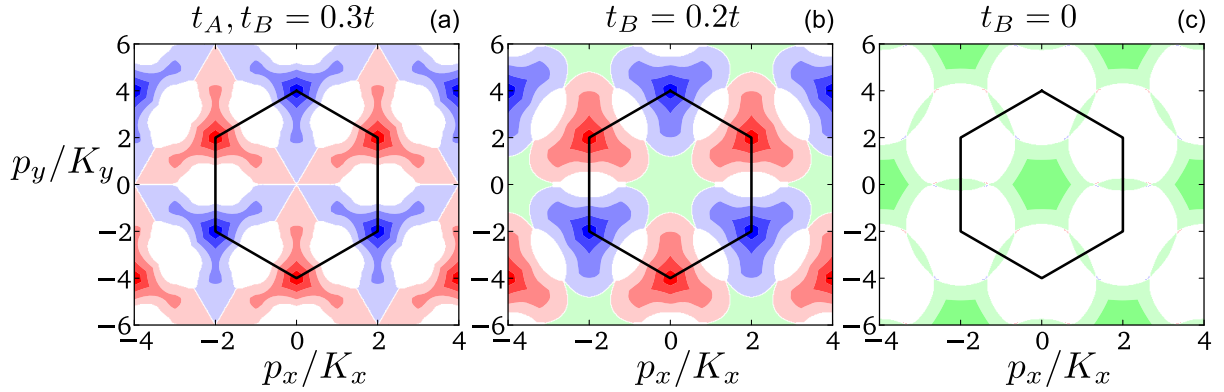 t_A, t_B = 0.3t (a)
t_B = 0.2t (b)
t_B = 0 (c)
p_y/K_y
6 4 2 0 −2 −4 −6
6 4 2 0 −2 −4 −6
6 4 2 0 −2 −4 −6
−4 −2 0 2 4
−4 −2 0 2 4
−4 −2 0 2 4
p_x/K_x
p_x/K_x
p_x/K_x